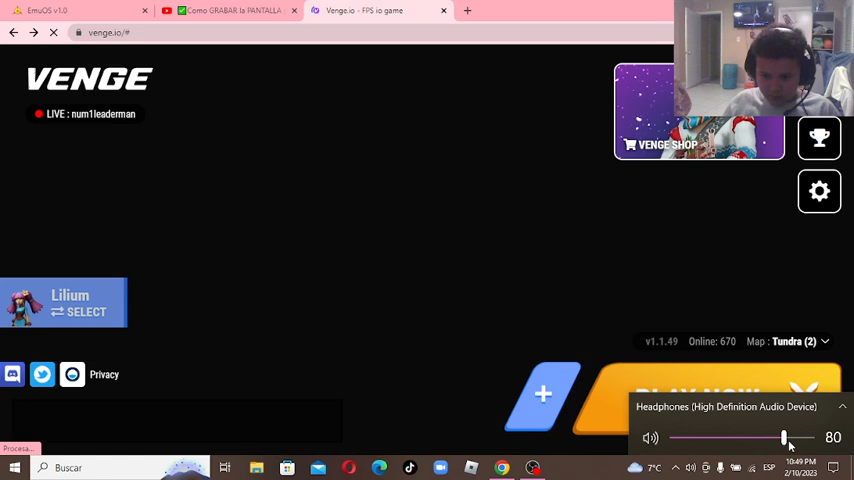 EmuOS v1.0
Como GRABAR la PANTALLA
Venge.io - FPS io game
venge.io/#
VENGE
LIVE : num1leaderman
VENGE SHOP
Lilium
SELECT
v1.1.49 Online: 670 Map : Tundra (2)
Privacy
+
PLAY NOW
Headphones (High Definition Audio Device)
80
Procesa...
Buscar
7°C
ESP
10:49 PM
2/10/2023